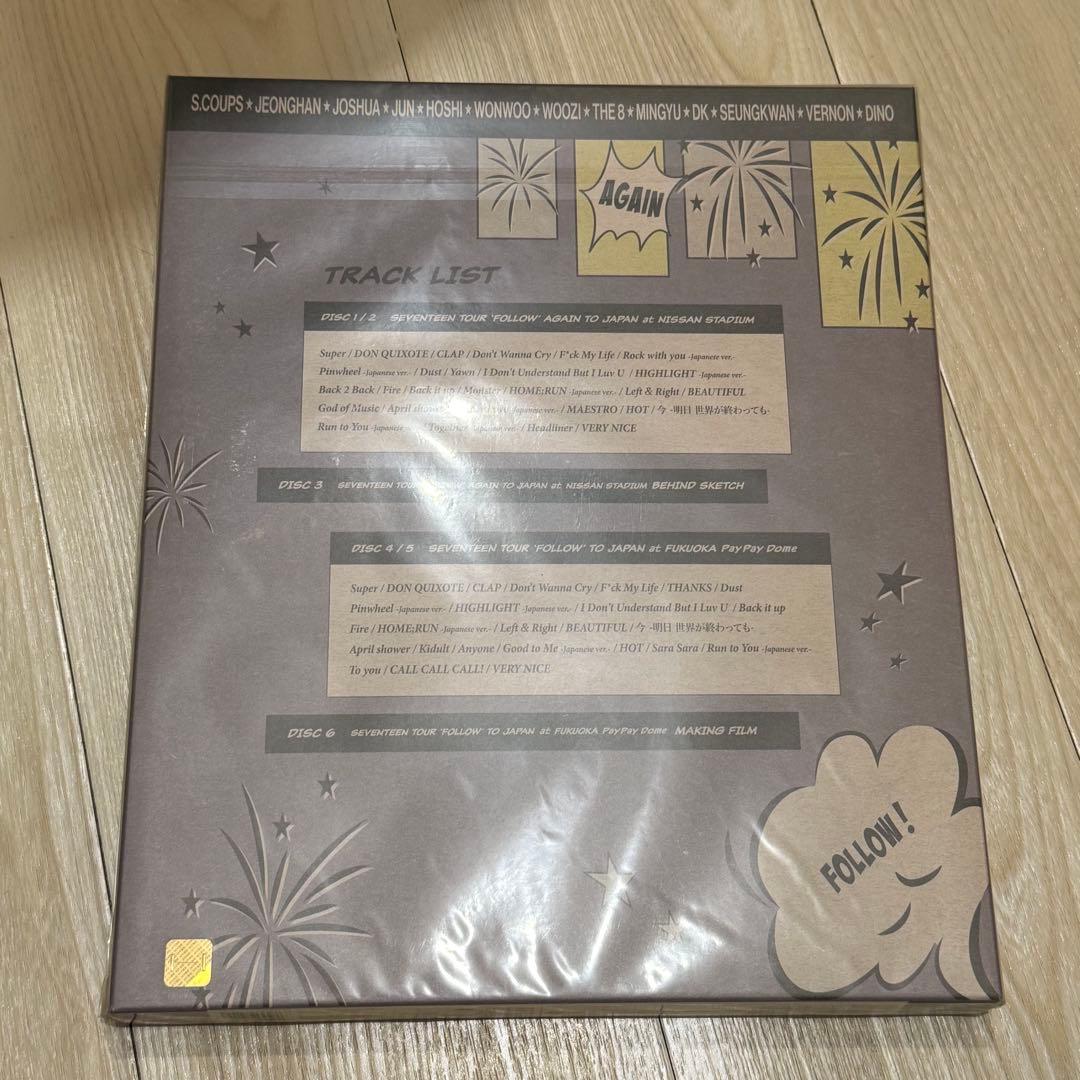 S.COUPS★JEONGHAN★JOSHUA★JUN★HOSHI★WONWOO★WOOZI★THE 8★MINGYU★DK★SEUNGKWAN★VERNON★DINO
AGAIN
TRACK LIST
DISC 1 / 2 SEVENTEEN TOUR 'FOLLOW' AGAIN TO JAPAN at NISSAN STADIUM
Super / DON QUIXOTE / CLAP / Don't Wanna Cry / F*ck My Life / Rock with you -Japanese ver.-
Pinwheel -Japanese ver.- / Dust / Yawn / I Don't Understand But I Luv U / HIGHLIGHT -Japanese ver.-
Back 2 Back / Fire / Back it up / Monster / HOME;RUN -Japanese ver.- / Left & Right / BEAUTIFUL
God of Music / April shower -Japanese ver.- / MAESTRO / HOT / 今 -明日 世界が終わっても-
Run to You -Japanese / Together -Japanese ver.- / Headliner / VERY NICE
DISC 3 SEVENTEEN TOUR AGAIN TO JAPAN at NISSAN STADIUM BEHIND SKETCH
DISC 4 / 5 SEVENTEEN TOUR 'FOLLOW' TO JAPAN at FUKUOKA PayPay Dome
Super / DON QUIXOTE / CLAP / Don't Wanna Cry / F*ck My Life / THANKS / Dust
Pinwheel -Japanese ver.- / HIGHLIGHT -Japanese ver.- / I Don't Understand But I Luv U / Back it up
Fire / HOME;RUN -Japanese ver.- / Left & Right / BEAUTIFUL / 今 -明日 世界が終わっても-
April shower / Kidult / Anyone / Good to Me -Japanese ver.- / HOT / Sara Sara / Run to You -Japanese ver.-
To you / CALL CALL CALL! / VERY NICE
DISC 6 SEVENTEEN TOUR 'FOLLOW' TO JAPAN at FUKUOKA PayPay Dome MAKING FILM
FOLLOW!